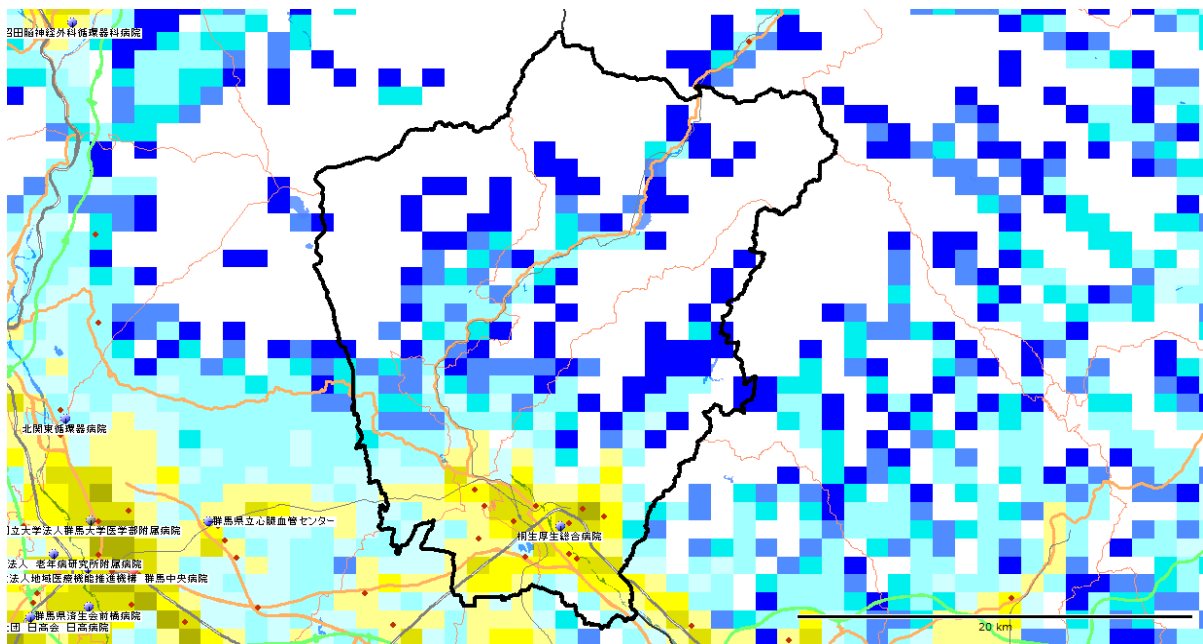 沼田脳神経外科循環器科病院
北関東循環器病院
群馬県立心臓血管センター
国立大学法人群馬大学医学部附属病院
桐生厚生総合病院
法人 老年病研究所附属病院
法人地域医療機能推進機構 群馬中央病院
群馬県済生会前橋病院
団 日高会 日高病院
20 km